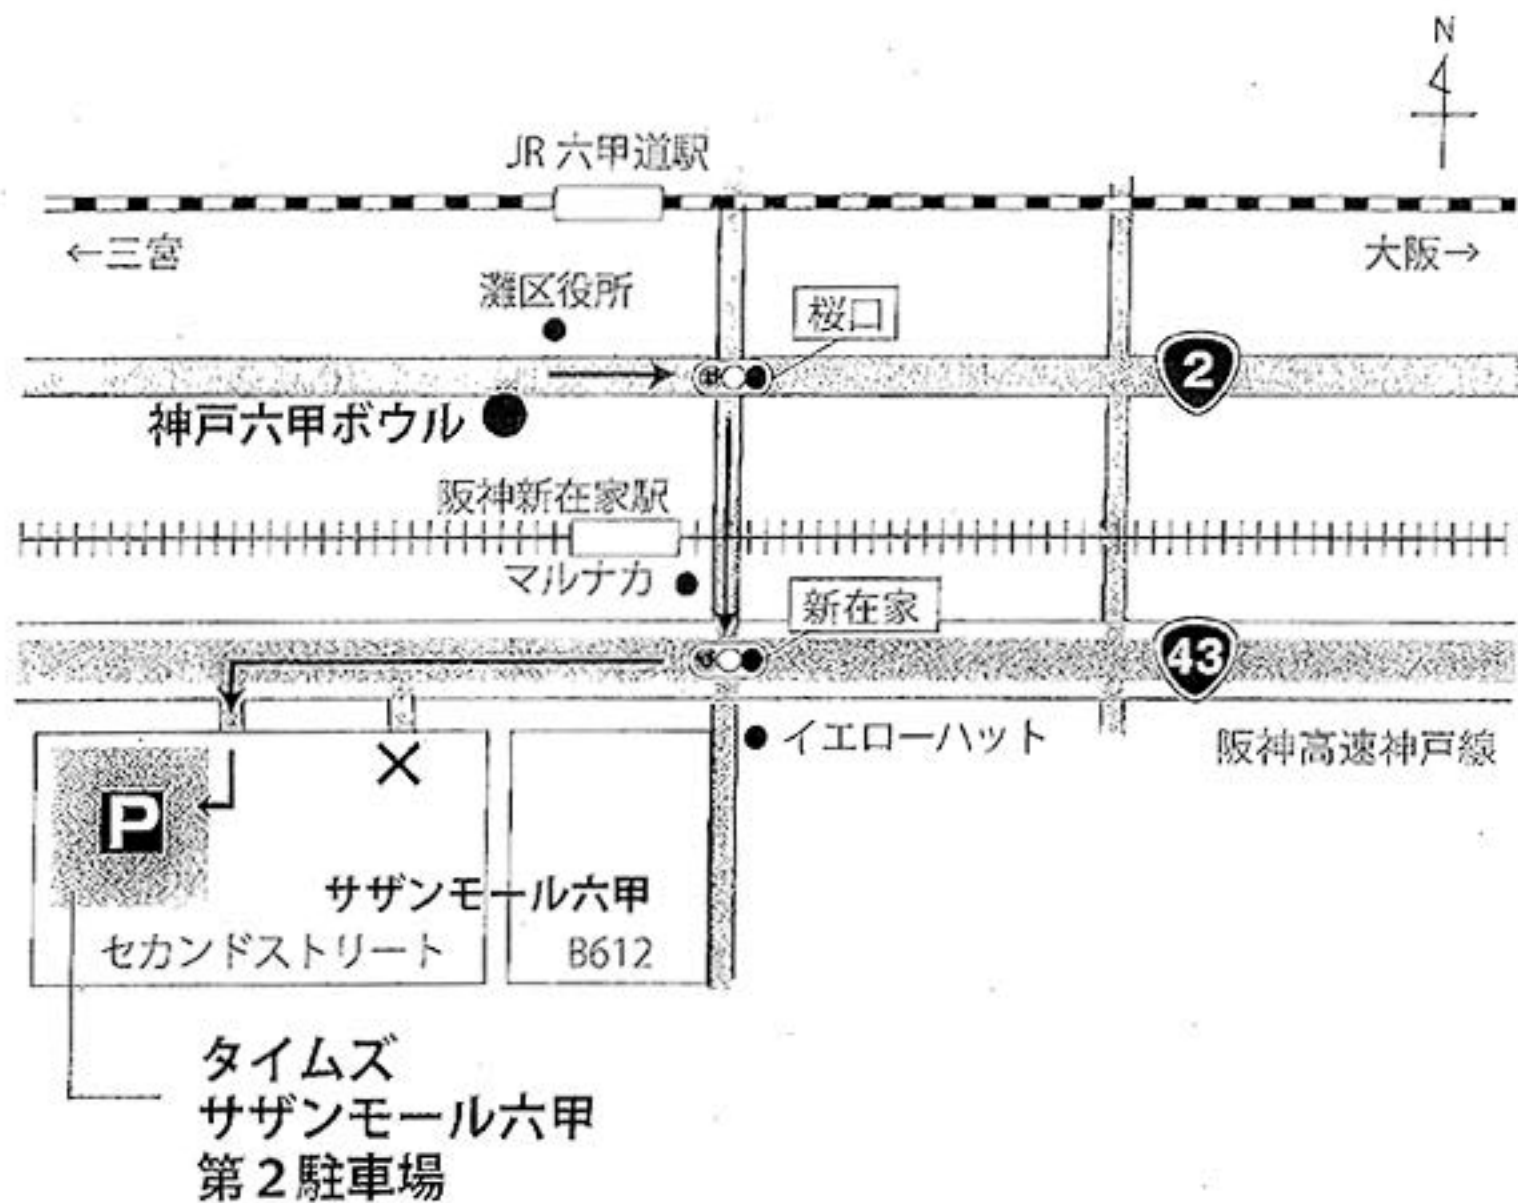 N
JR 六甲道駅
←三宮
大阪→
灘区役所
桜口
2
神戸六甲ボウル
阪神新在家駅
マルナカ
新在家
43
イエローハット
阪神高速神戸線
P
サザンモール六甲
セカンドストリート
B612
タイムズ
サザンモール六甲
第2駐車場